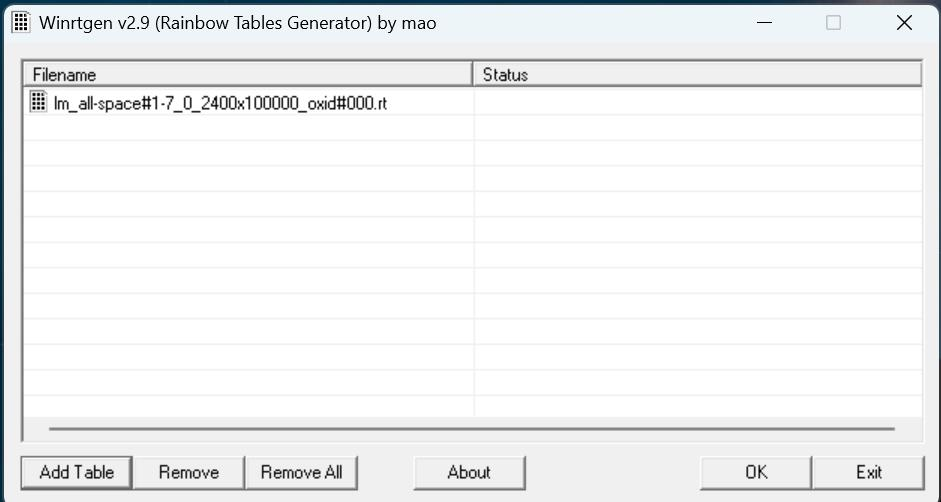 Winrtgen v2.9 (Rainbow Tables Generator) by mao
Filename Status
lm_all-space#1-7_0_2400x100000_oxid#000.rt
Add Table Remove Remove All About OK Exit